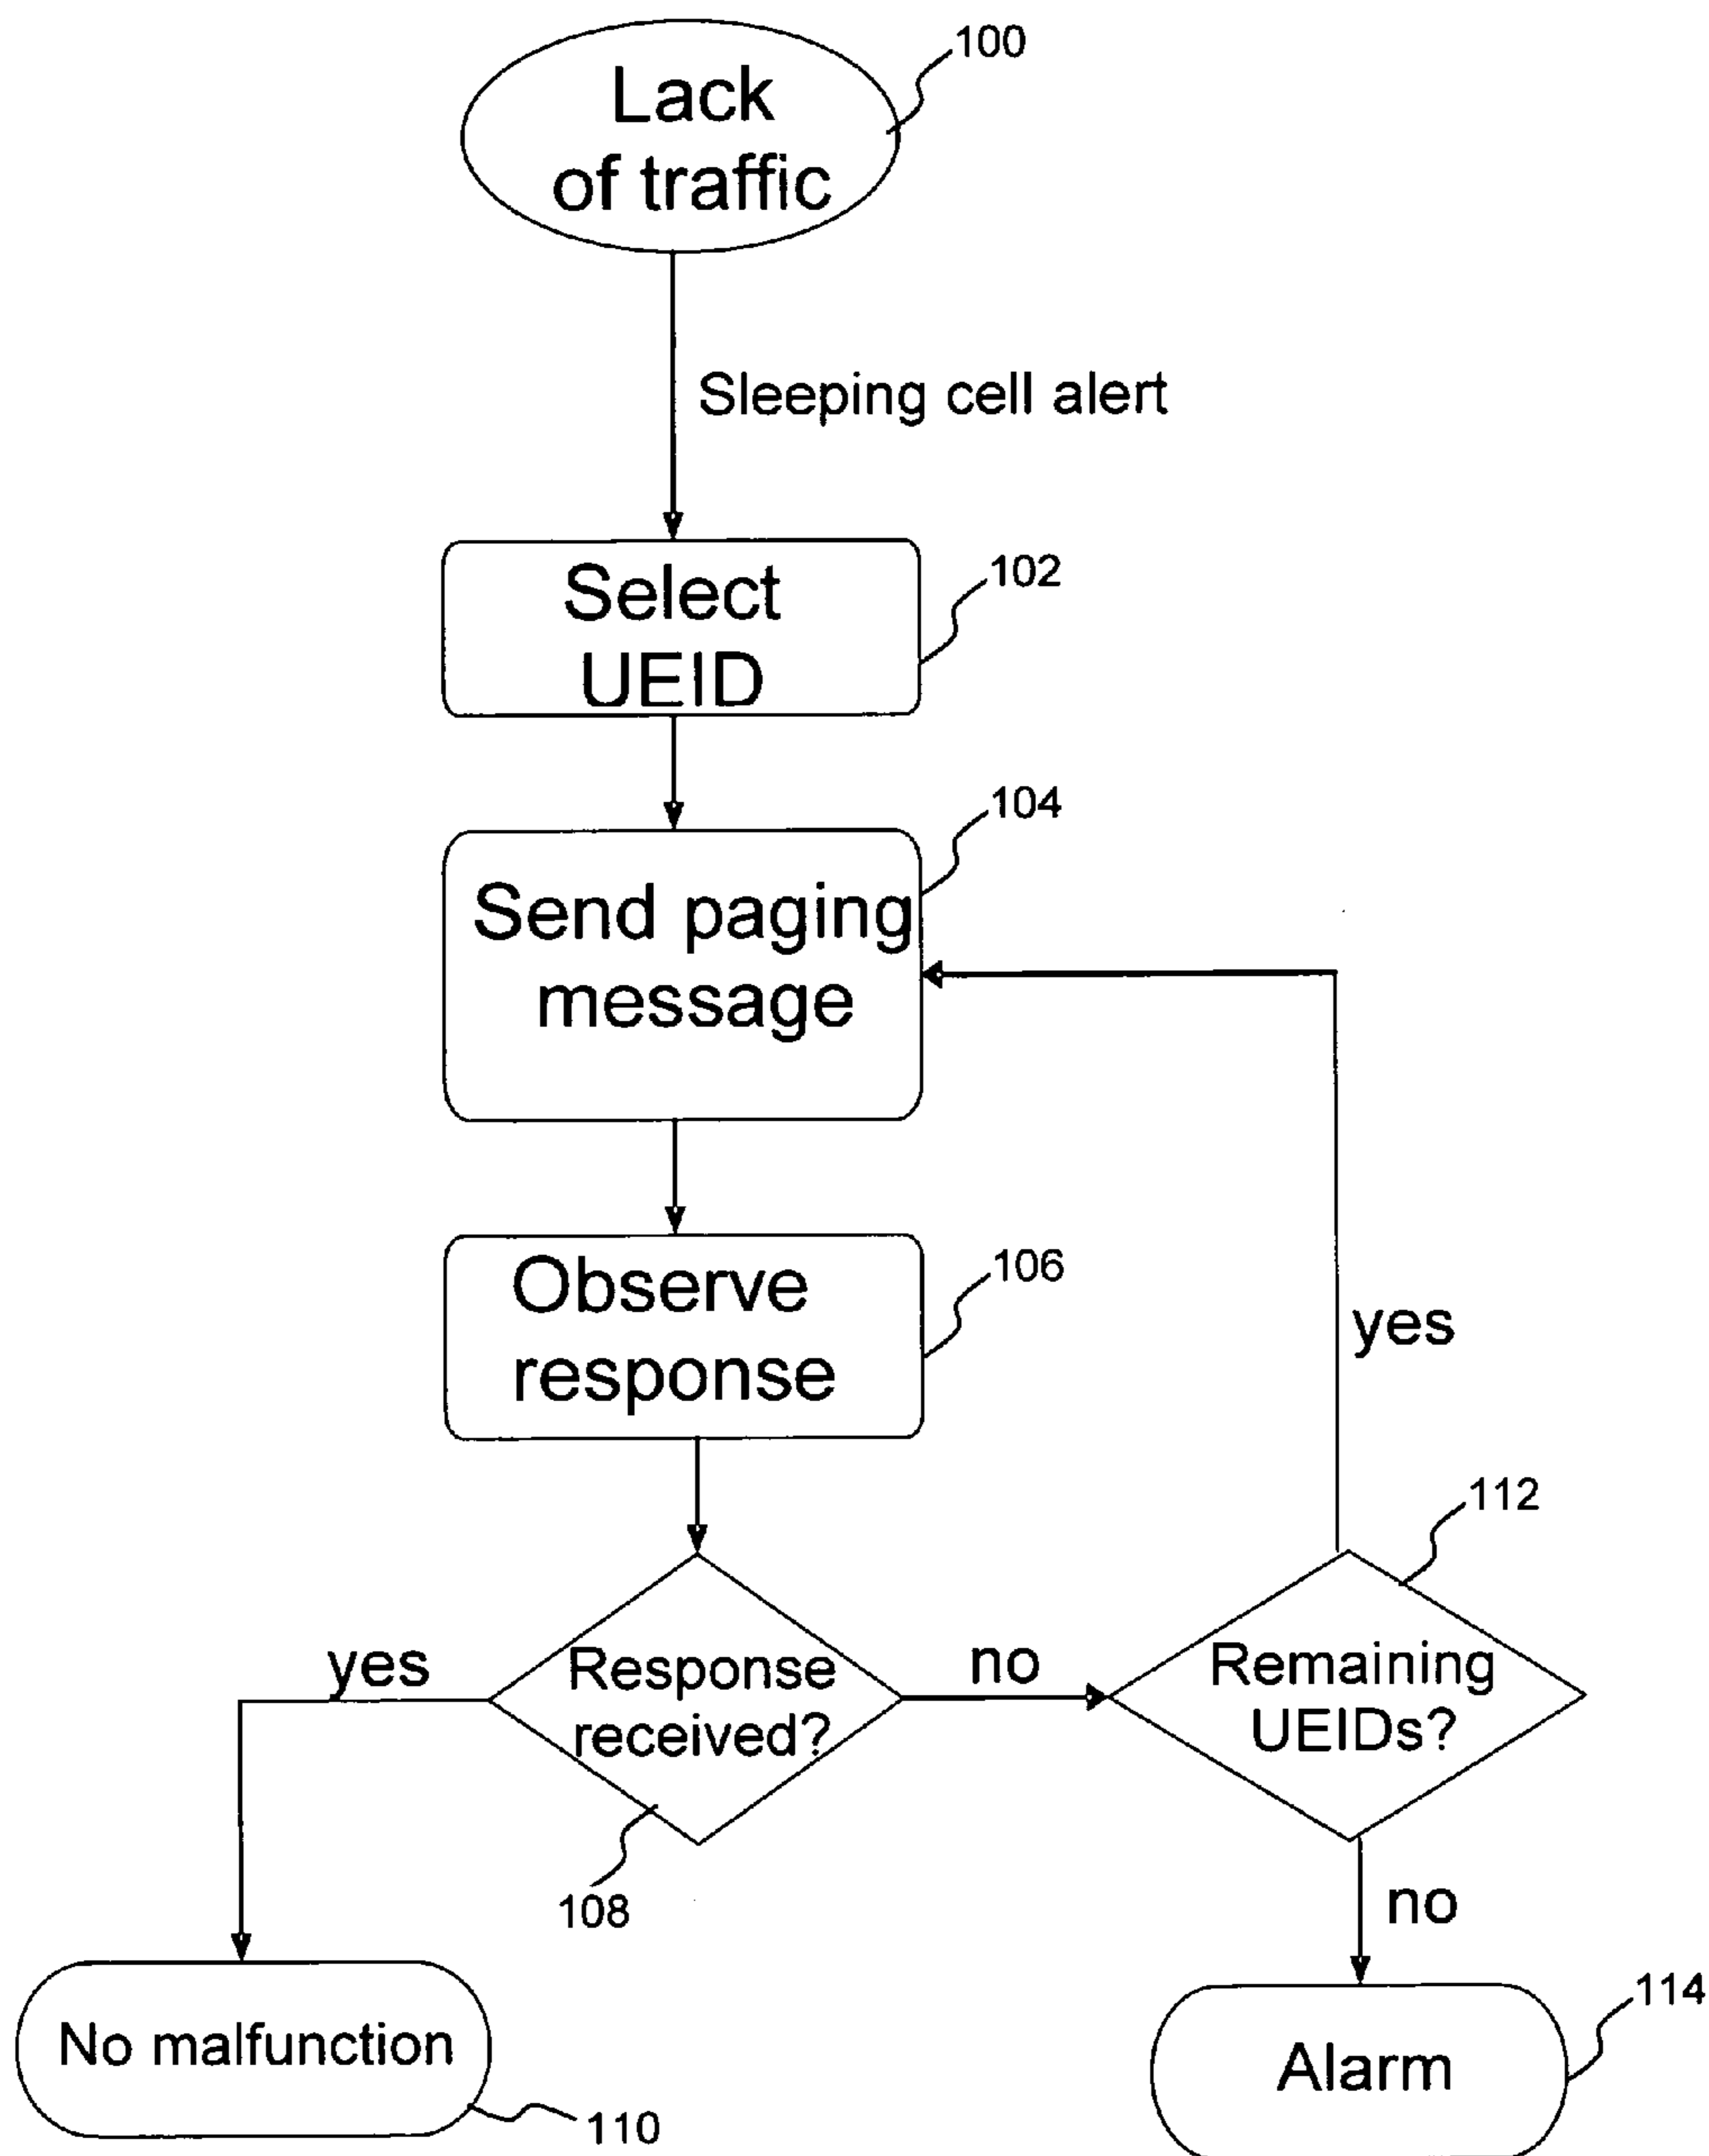 100
Lack
of traffic
Sleeping cell alert
102
Select
UEID
104
Send paging
message
106
Observe
response
yes
112
yes
Response
received?
no
Remaining
UEIDs?
108
no
No malfunction
110
Alarm
114